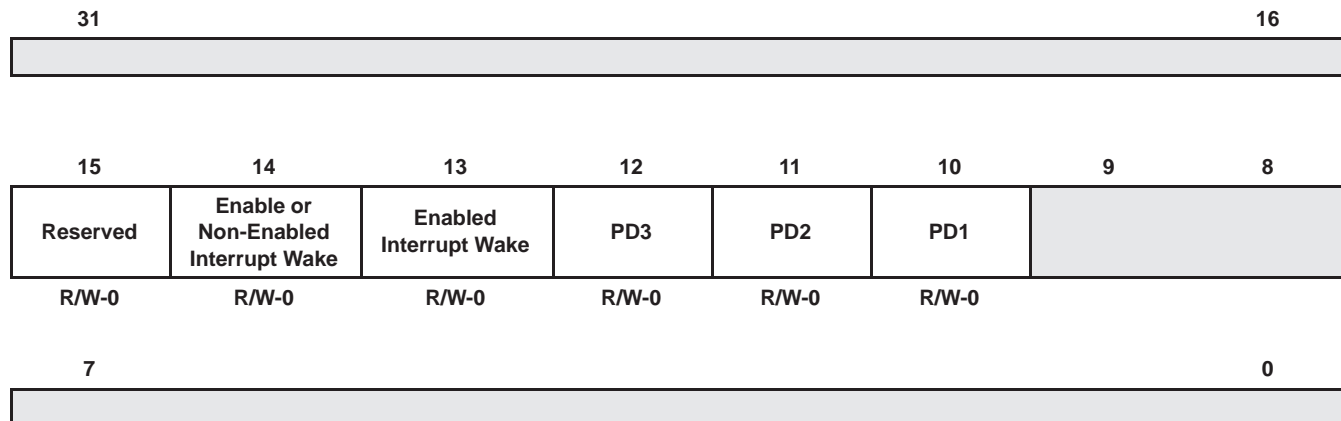 31 16
15 14 13 12 11 10 9 8
Reserved
Enable or
Non-Enabled
Interrupt Wake
Enabled
Interrupt Wake
PD3
PD2
PD1
R/W-0 R/W-0 R/W-0 R/W-0 R/W-0 R/W-0
7 0